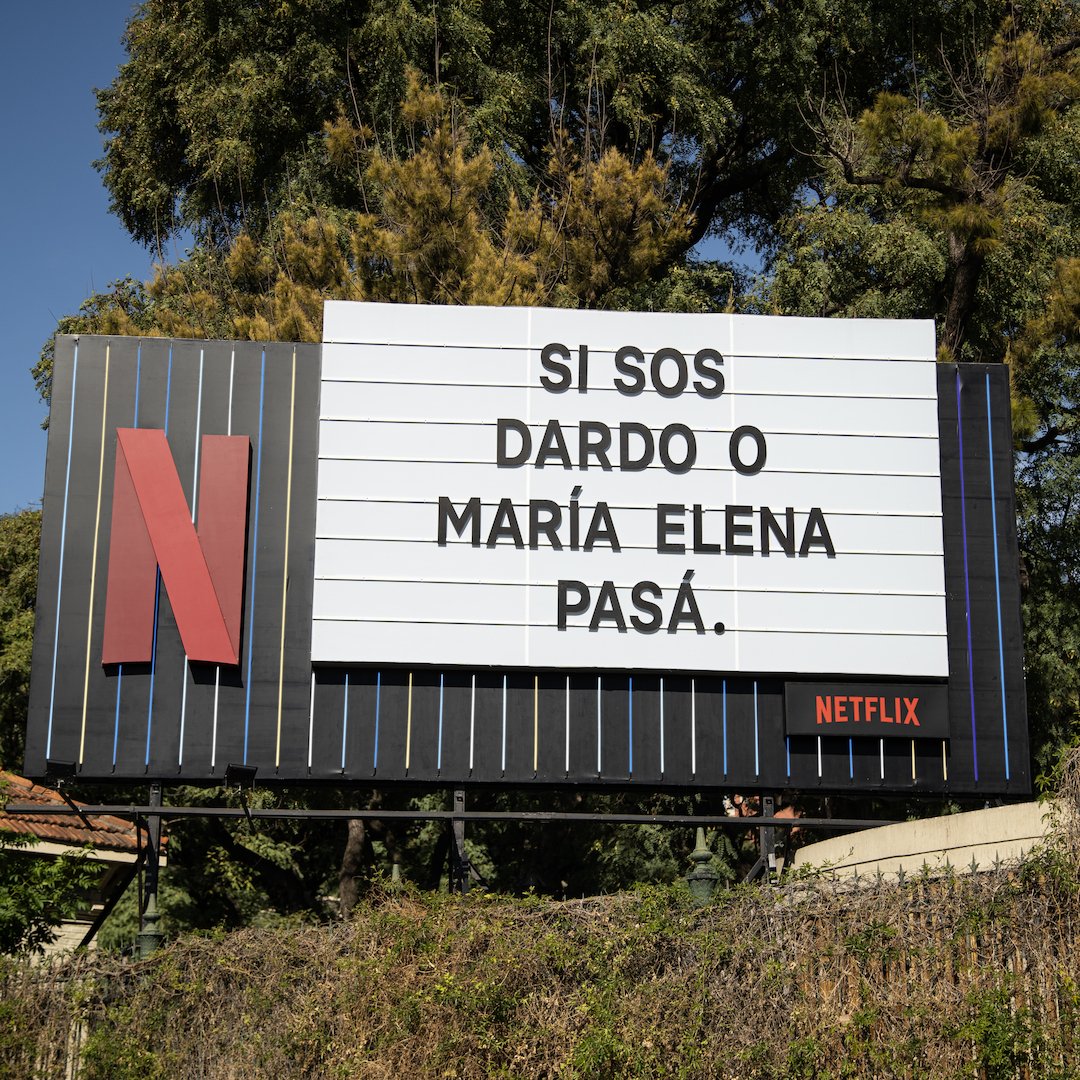 SI SOS
DARDO O
MARÍA ELENA
PASÁ.
N
NETFLIX